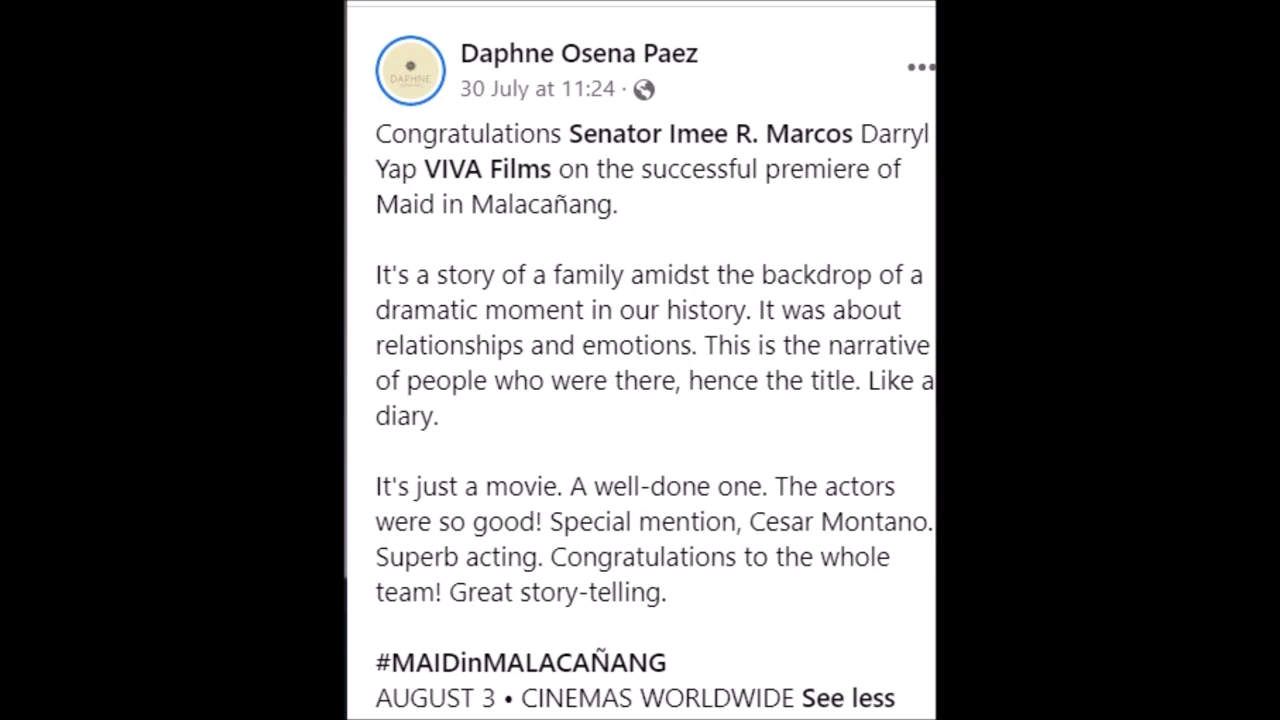 Daphne Osena Paez
30 July at 11:24 ·
DAPHNE
Congratulations Senator Imee R. Marcos Darryl
Yap VIVA Films on the successful premiere of
Maid in Malacañang.
It's a story of a family amidst the backdrop of a
dramatic moment in our history. It was about
relationships and emotions. This is the narrative
of people who were there, hence the title. Like a
diary.
It's just a movie. A well-done one. The actors
were so good! Special mention, Cesar Montano.
Superb acting. Congratulations to the whole
team! Great story-telling.
#MAIDinMALACAÑANG
AUGUST 3 • CINEMAS WORLDWIDE See less